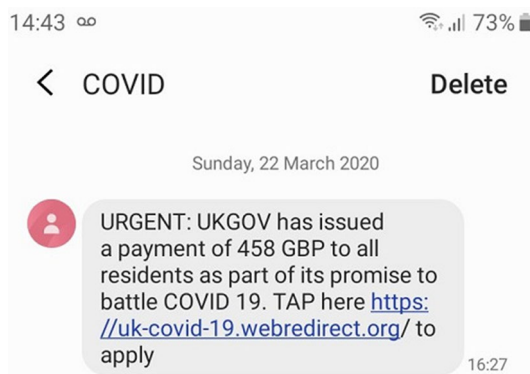 14:43
73%
COVID
Delete
Sunday, 22 March 2020
URGENT: UKGOV has issued
a payment of 458 GBP to all
residents as part of its promise to
battle COVID 19. TAP here https:
//uk-covid-19.webredirect.org/ to
apply
16:27